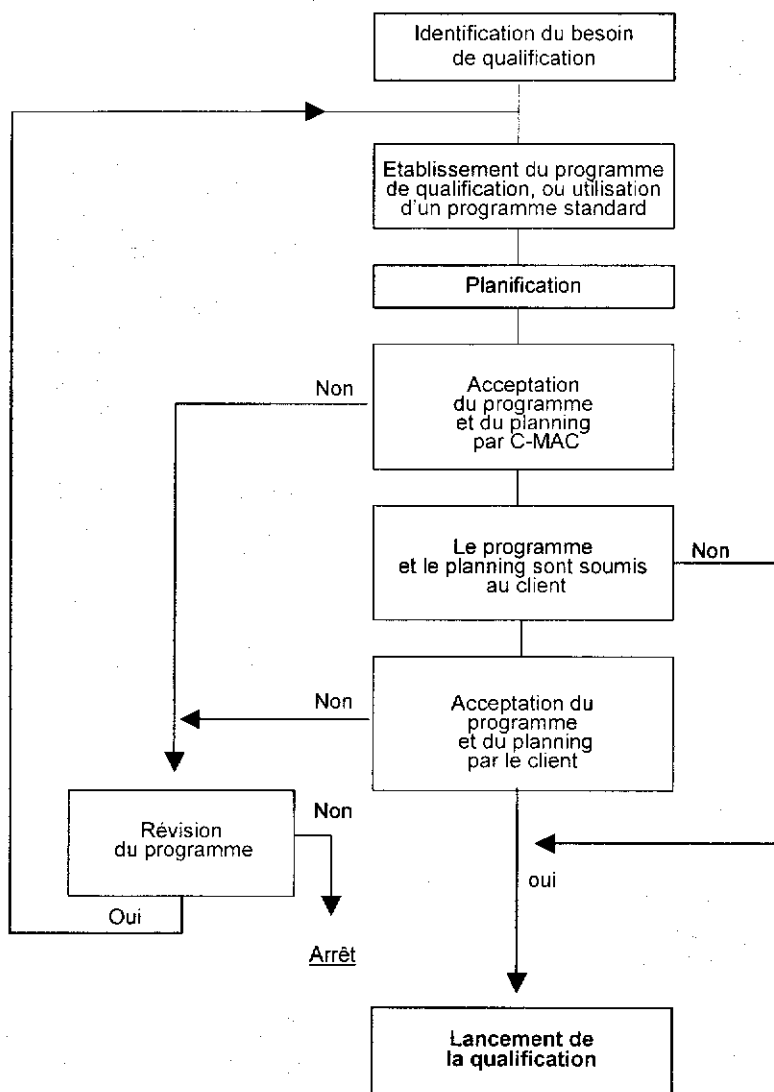 Identification du besoin
de qualification
Etablissement du programme
de qualification, ou utilisation
d'un programme standard
Planification
Non
Acceptation
du programme
et du planning
par C-MAC
Le programme
et le planning sont soumis
au client
Non
Non
Acceptation du
programme
et du planning
par le client
Révision
du programme
Non
oui
Oui
Arrêt
Lancement de
la qualification